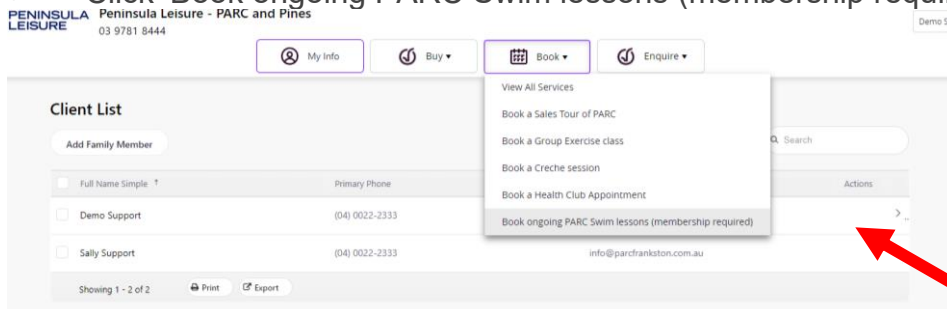 Click "Book ongoing PARC Swim lessons (membership requi
PENINSULA LEISURE
Peninsula Leisure - PARC and Pines
03 9781 8444
Demo S
My Info
Buy
Book
Enquire
View All Services
Book a Sales Tour of PARC
Book a Group Exercise class
Book a Creche session
Book a Health Club Appointment
Book ongoing PARC Swim lessons (membership required)
Client List
Add Family Member
Search
Full Name Simple Primary Phone Actions
Demo Support (04) 0022-2333
Sally Support (04) 0022-2333 info@parcfrankston.com.au
Showing 1 - 2 of 2 Print Export